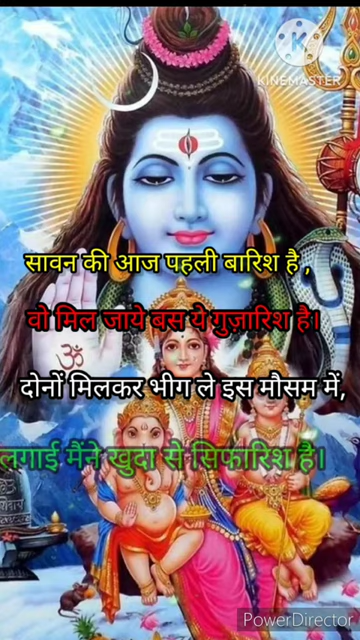 KINEMASTER
सावन की आज पहली बारिश है,
वो मिल जाये बस ये गुज़ारिश है।
ॐ
दोनों मिलकर भीग ले इस मौसम में,
लगाई मैंने खुदा से सिफारिश है।
PowerDirector